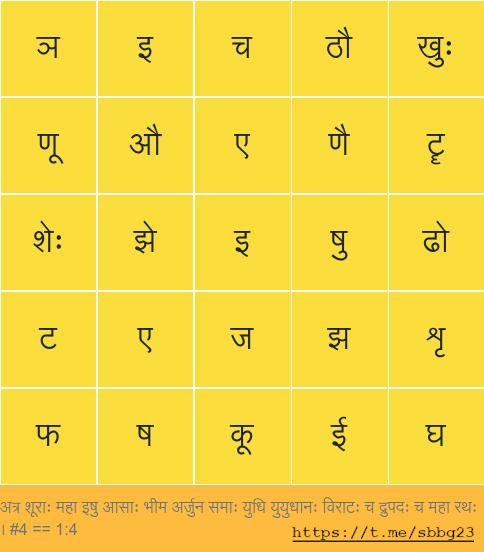 ञ इ च ठौ खुः
णू औ ए णै टॄ
शेः झे इ षु ढो
ट ए ज झ शृ
फ ष कू ई घ
अत्र शूराः महा इषु आसाः भीम अर्जुन समाः युधि युयुधानः विराटः च द्रुपदः च महा रथः
। #4 == 1:4
https://t.me/sbbg23